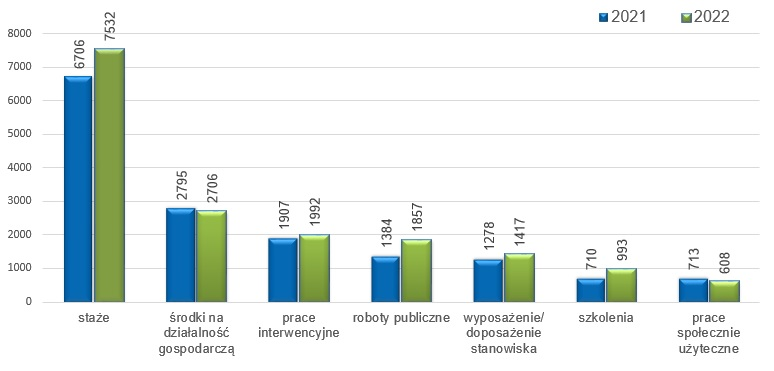 2021 2022
8000
7000
6000
5000
4000
3000
2000
1000
0
6706 7532
2795 2706
1907 1992
1384 1857
1278 1417
710 993
713 608
staże
środki na
działalność
gospodarczą
prace
interwencyjne
roboty publiczne
wyposażenie/
doposażenie
stanowiska
szkolenia
prace
społecznie
użyteczne